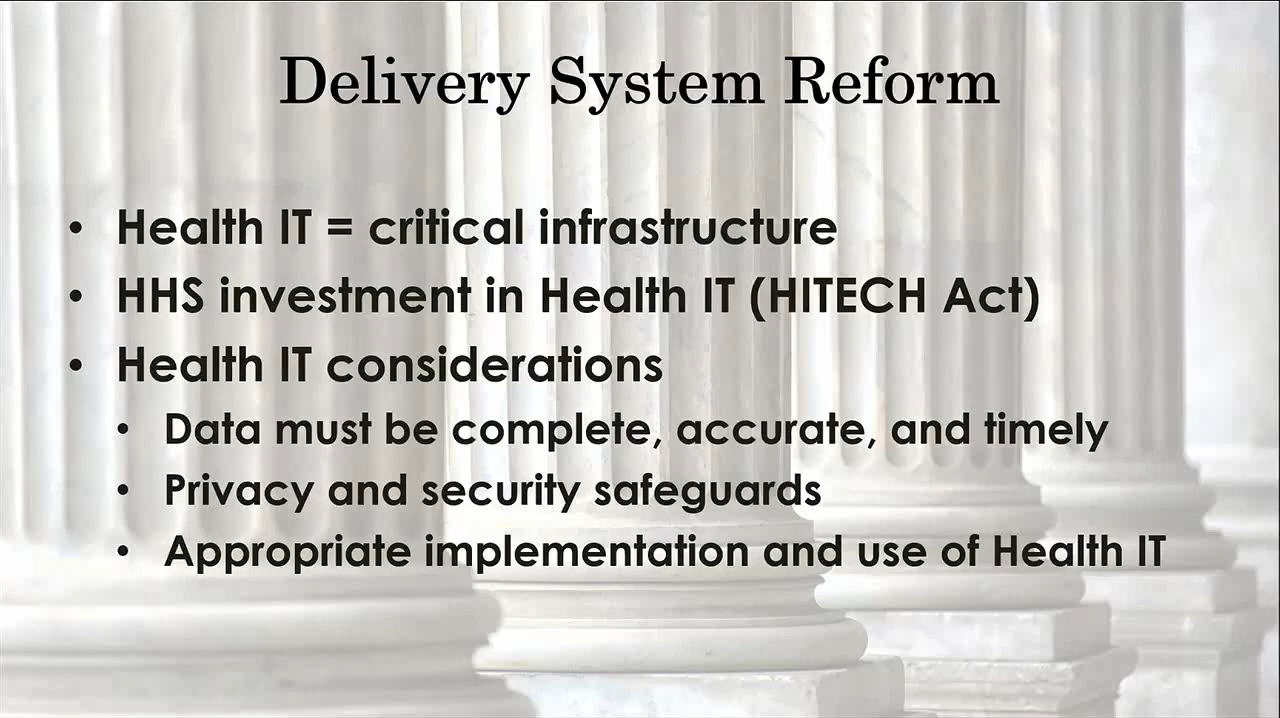 Delivery System Reform
• Health IT = critical infrastructure
• HHS investment in Health IT (HITECH Act)
• Health IT considerations
• Data must be complete, accurate, and timely
• Privacy and security safeguards
• Appropriate implementation and use of Health IT